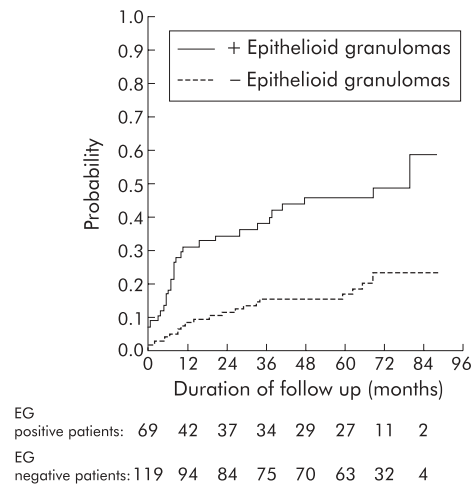 1.0
0.9
0.8
0.7
0.6
0.5
0.4
0.3
0.2
0.1
0.0
Probability
+ Epithelioid granulomas
– Epithelioid granulomas
0 12 24 36 48 60 72 84 96
Duration of follow up (months)
EG
positive patients: 69 42 37 34 29 27 11 2
EG
negative patients: 119 94 84 75 70 63 32 4